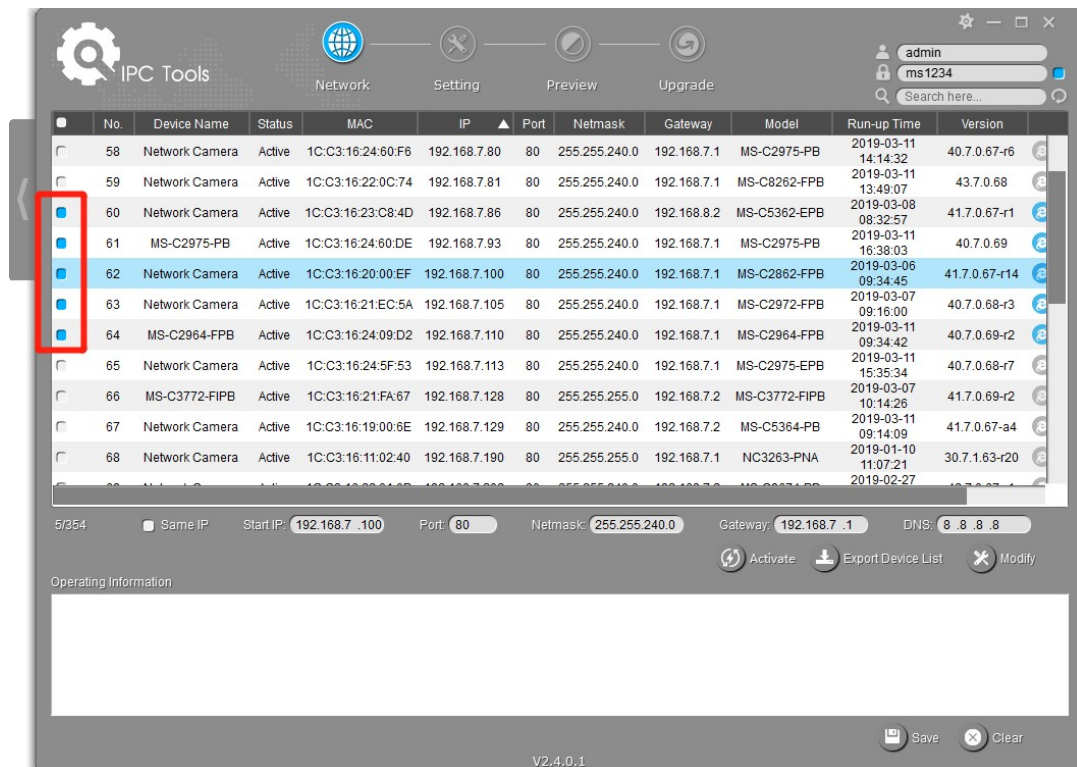 IPC Tools
Network
Setting
Preview
Upgrade
admin
ms1234
Search here...
No. Device Name Status MAC IP Port Netmask Gateway Model Run-up Time Version
58 Network Camera Active 1C:C3:16:24:60:F6 192.168.7.80 80 255.255.240.0 192.168.7.1 MS-C2975-PB 2019-03-11 14:14:32 40.7.0.67-r6
59 Network Camera Active 1C:C3:16:22:0C:74 192.168.7.81 80 255.255.240.0 192.168.7.1 MS-C8262-FPB 2019-03-11 13:49:07 43.7.0.68
60 Network Camera Active 1C:C3:16:23:C8:4D 192.168.7.86 80 255.255.240.0 192.168.8.2 MS-C5362-EPB 2019-03-08 08:32:57 41.7.0.67-r1
61 MS-C2975-PB Active 1C:C3:16:24:60:DE 192.168.7.93 80 255.255.240.0 192.168.7.1 MS-C2975-PB 2019-03-11 16:38:03 40.7.0.69
62 Network Camera Active 1C:C3:16:20:00:EF 192.168.7.100 80 255.255.240.0 192.168.7.1 MS-C2862-FPB 2019-03-06 09:34:45 41.7.0.67-r14
63 Network Camera Active 1C:C3:16:21:EC:5A 192.168.7.105 80 255.255.240.0 192.168.7.1 MS-C2972-FPB 2019-03-07 09:16:00 40.7.0.68-r3
64 MS-C2964-FPB Active 1C:C3:16:24:09:D2 192.168.7.110 80 255.255.240.0 192.168.7.1 MS-C2964-FPB 2019-03-11 09:34:42 40.7.0.69-r2
65 Network Camera Active 1C:C3:16:24:5F:53 192.168.7.113 80 255.255.240.0 192.168.7.1 MS-C2975-EPB 2019-03-11 15:35:34 40.7.0.68-r7
66 MS-C3772-FIPB Active 1C:C3:16:21:FA:67 192.168.7.128 80 255.255.255.0 192.168.7.2 MS-C3772-FIPB 2019-03-07 10:14:26 41.7.0.69-r2
67 Network Camera Active 1C:C3:16:19:00:6E 192.168.7.129 80 255.255.240.0 192.168.7.2 MS-C5364-PB 2019-03-11 09:14:09 41.7.0.67-a4
68 Network Camera Active 1C:C3:16:11:02:40 192.168.7.190 80 255.255.255.0 192.168.7.1 NC3263-PNA 2019-01-10 11:07:21 30.7.1.63-r20
2019-02-27
5/354 Same IP Start IP: 192.168.7 .100 Port: 80 Netmask: 255.255.240.0 Gateway: 192.168.7 .1 DNS: 8 .8 .8 .8
Activate Export Device List Modify
Operating Information
Save Clear
V2.4.0.1